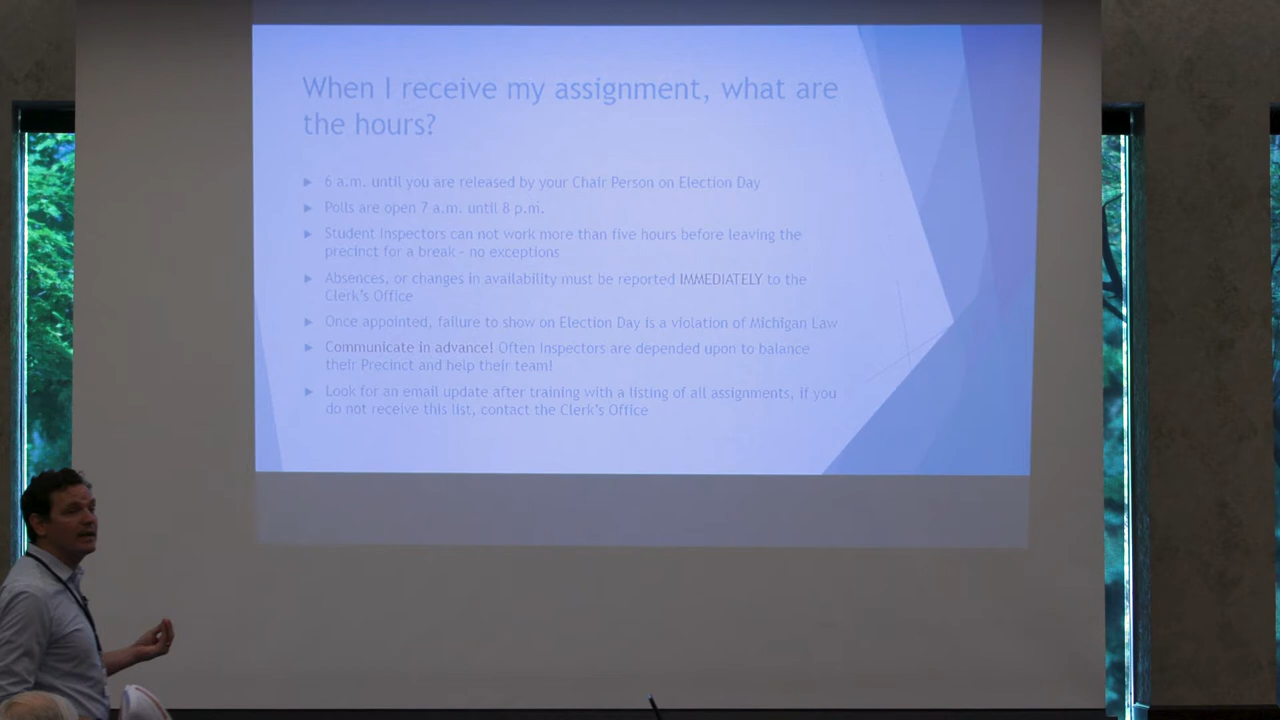 When I receive my assignment, what are
the hours?
6 a.m. until you are released by your Chair Person on Election Day
Polls are open 7 a.m. until 8 p.m.
Student Inspectors can not work more than five hours before leaving the
precinct for a break - no exceptions
Absences, or changes in availability must be reported IMMEDIATELY to the
Clerk's Office
Once appointed, failure to show on Election Day is a violation of Michigan Law
Communicate in advance! Often Inspectors are depended upon to balance
their Precinct and help their team!
Look for an email update after training with a listing of all assignments, if you
do not receive this list, contact the Clerk's Office